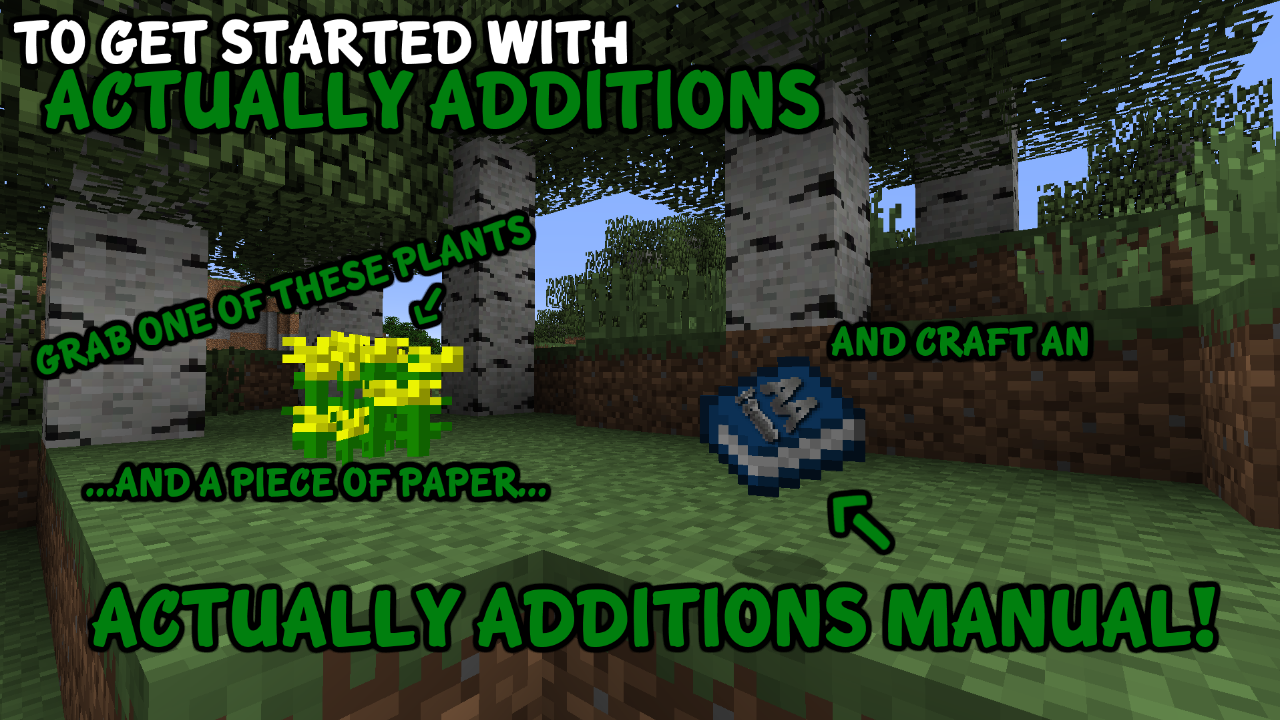 TO GET STARTED WITH
ACTUALLY ADDITIONS
GRAB ONE OF THESE PLANTS
...AND A PIECE OF PAPER...
AND CRAFT AN
ACTUALLY ADDITIONS MANUAL!